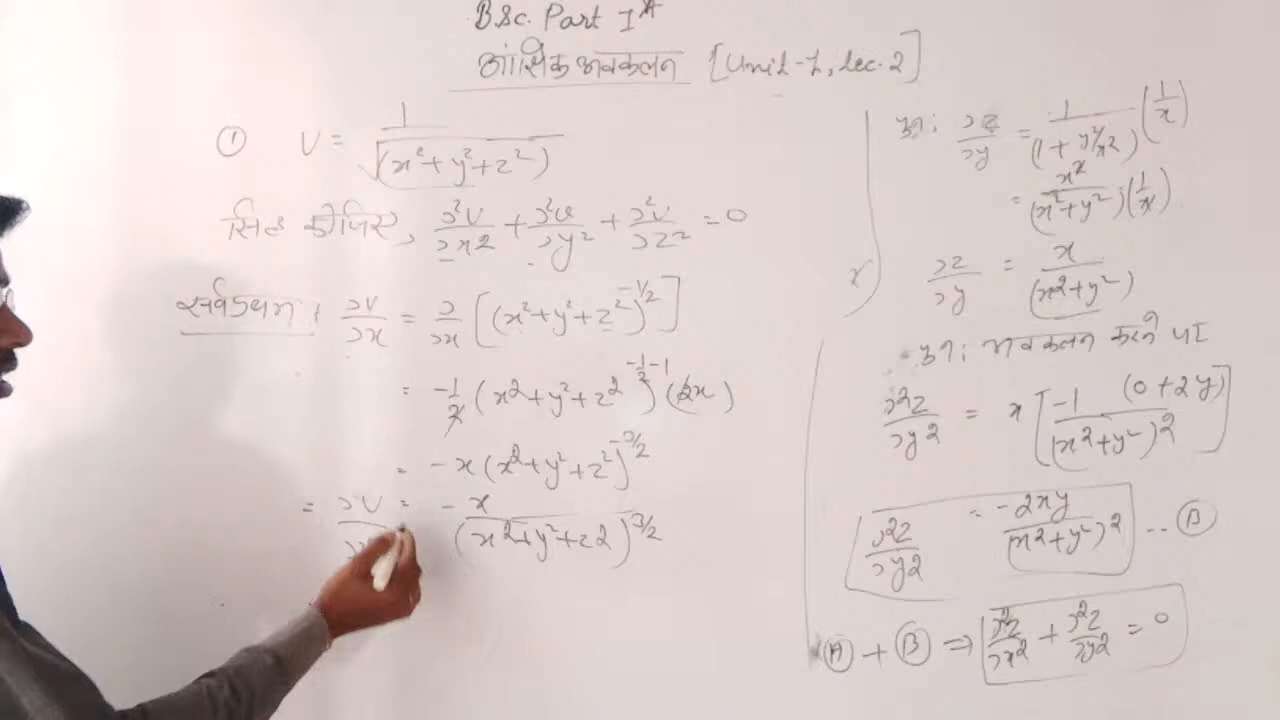 B.Sc. Part I
आंशिक अवकलन [Unit-I, Lec-2]
① V = 1/√(x²+y²+z²)
सिद्ध कीजिए, ∂²V/∂x² + ∂²V/∂y² + ∂²V/∂z² = 0
सर्वप्रथम, ∂V/∂x = ∂/∂x [(x²+y²+z²)^-1/2]
= -1/2 (x²+y²+z²)^-1/2-1 (2x)
= -x (x²+y²+z²)^-3/2
= ∂V/∂x = -x/(x²+y²+z²)^3/2
अतः ∂z/∂y = 1/(1+y²/x²) (1/x)
= x²/(x²+y²) (1/x)
∂z/∂y = x/(x²+y²)
अतः अवकलन करने पर
∂²z/∂y² = x [-1 (0+2y)/(x²+y²)²]
∂²z/∂y² = -2xy/(x²+y²)² -- Ⓑ
Ⓐ + Ⓑ ⇒ ∂²z/∂x² + ∂²z/∂y² = 0